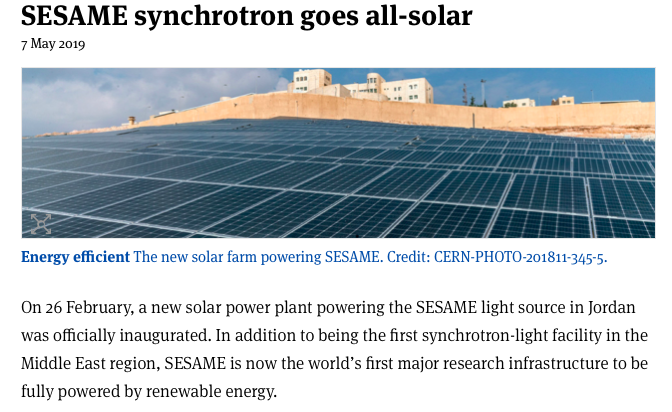 SESAME synchrotron goes all-solar
7 May 2019
Energy efficient The new solar farm powering SESAME. Credit: CERN-PHOTO-201811-345-5.
On 26 February, a new solar power plant powering the SESAME light source in Jordan
was officially inaugurated. In addition to being the first synchrotron-light facility in the
Middle East region, SESAME is now the world’s first major research infrastructure to be
fully powered by renewable energy.